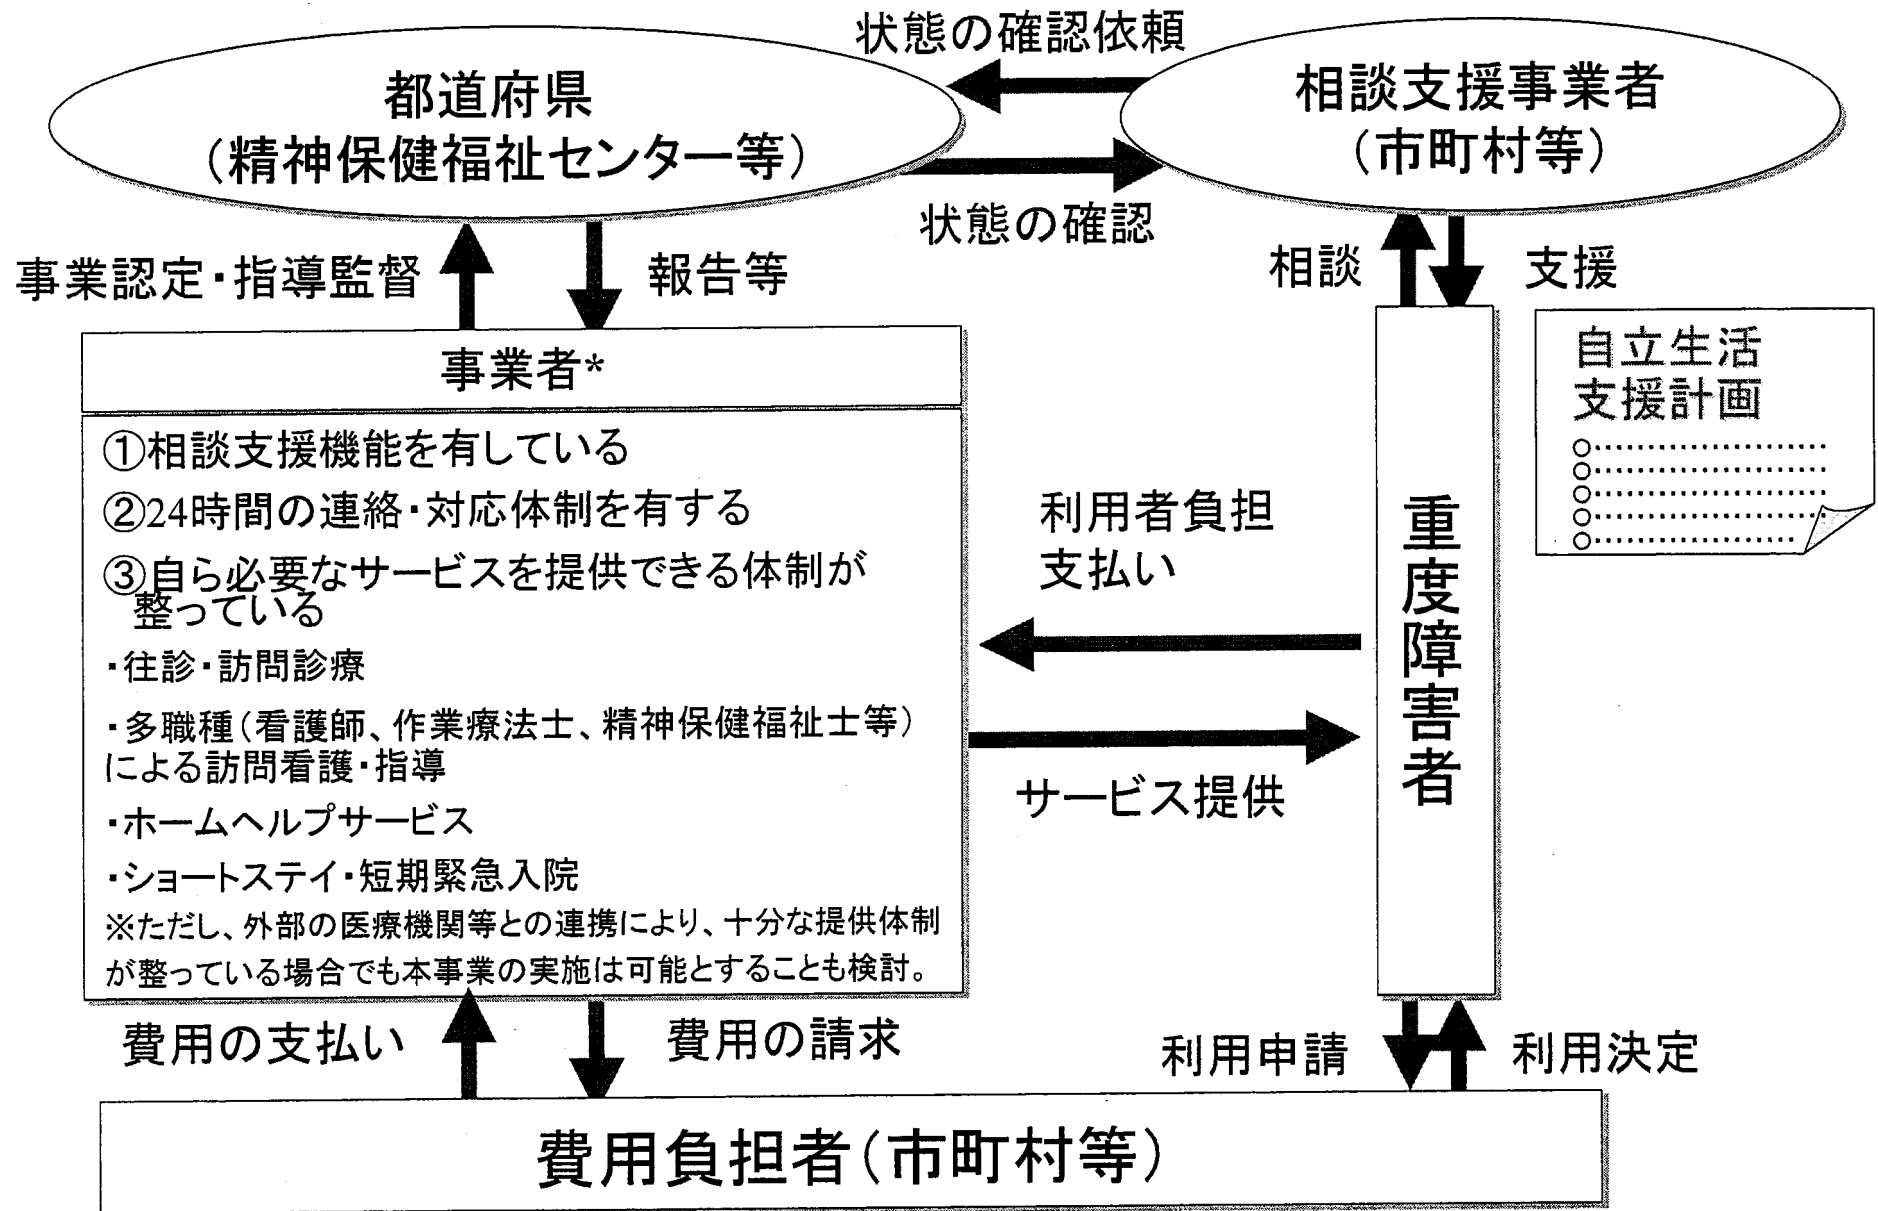 状態の確認依頼
都道府県
（精神保健福祉センター等）
相談支援事業者
（市町村等）
状態の確認
事業認定・指導監督
報告等
相談
支援
事業者*
①相談支援機能を有している
②24時間の連絡・対応体制を有する
③自ら必要なサービスを提供できる体制が
整っている
・往診・訪問診療
・多職種（看護師、作業療法士、精神保健福祉士等）
による訪問看護・指導
・ホームヘルプサービス
・ショートステイ・短期緊急入院
※ただし、外部の医療機関等との連携により、十分な提供体制
が整っている場合でも本事業の実施は可能とすることも検討。
利用者負担
支払い
サービス提供
重度障害者
自立生活
支援計画
費用の支払い
費用の請求
利用申請
利用決定
費用負担者（市町村等）